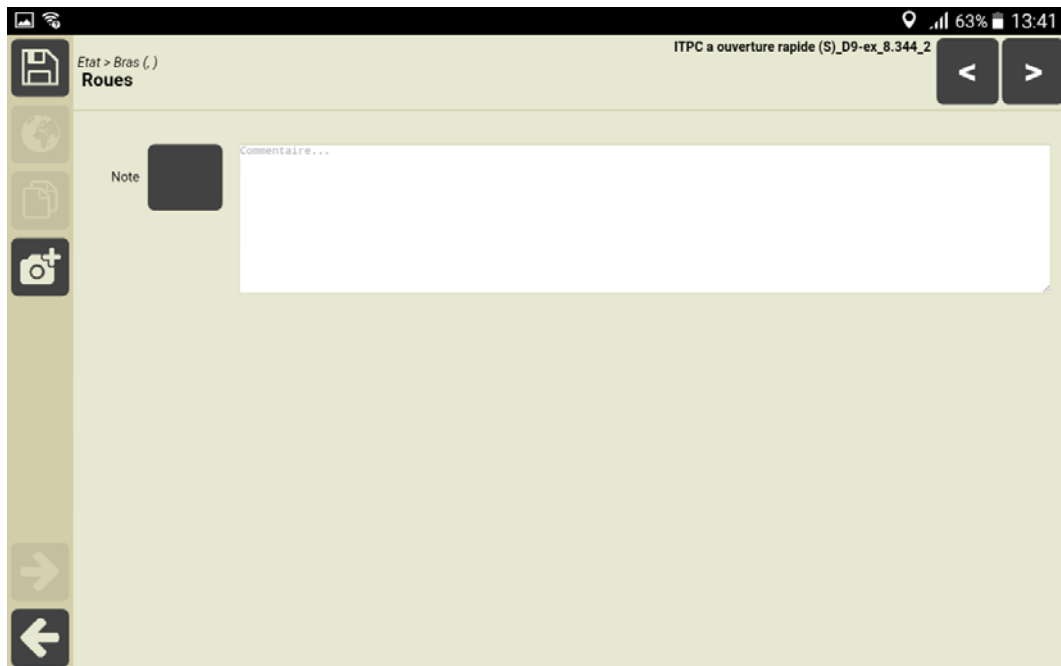 63% 13:41
Etat > Bras (, )
Roues
ITPC a ouverture rapide (S)_D9-ex_8.344_2
< >
Note
Commentaire...